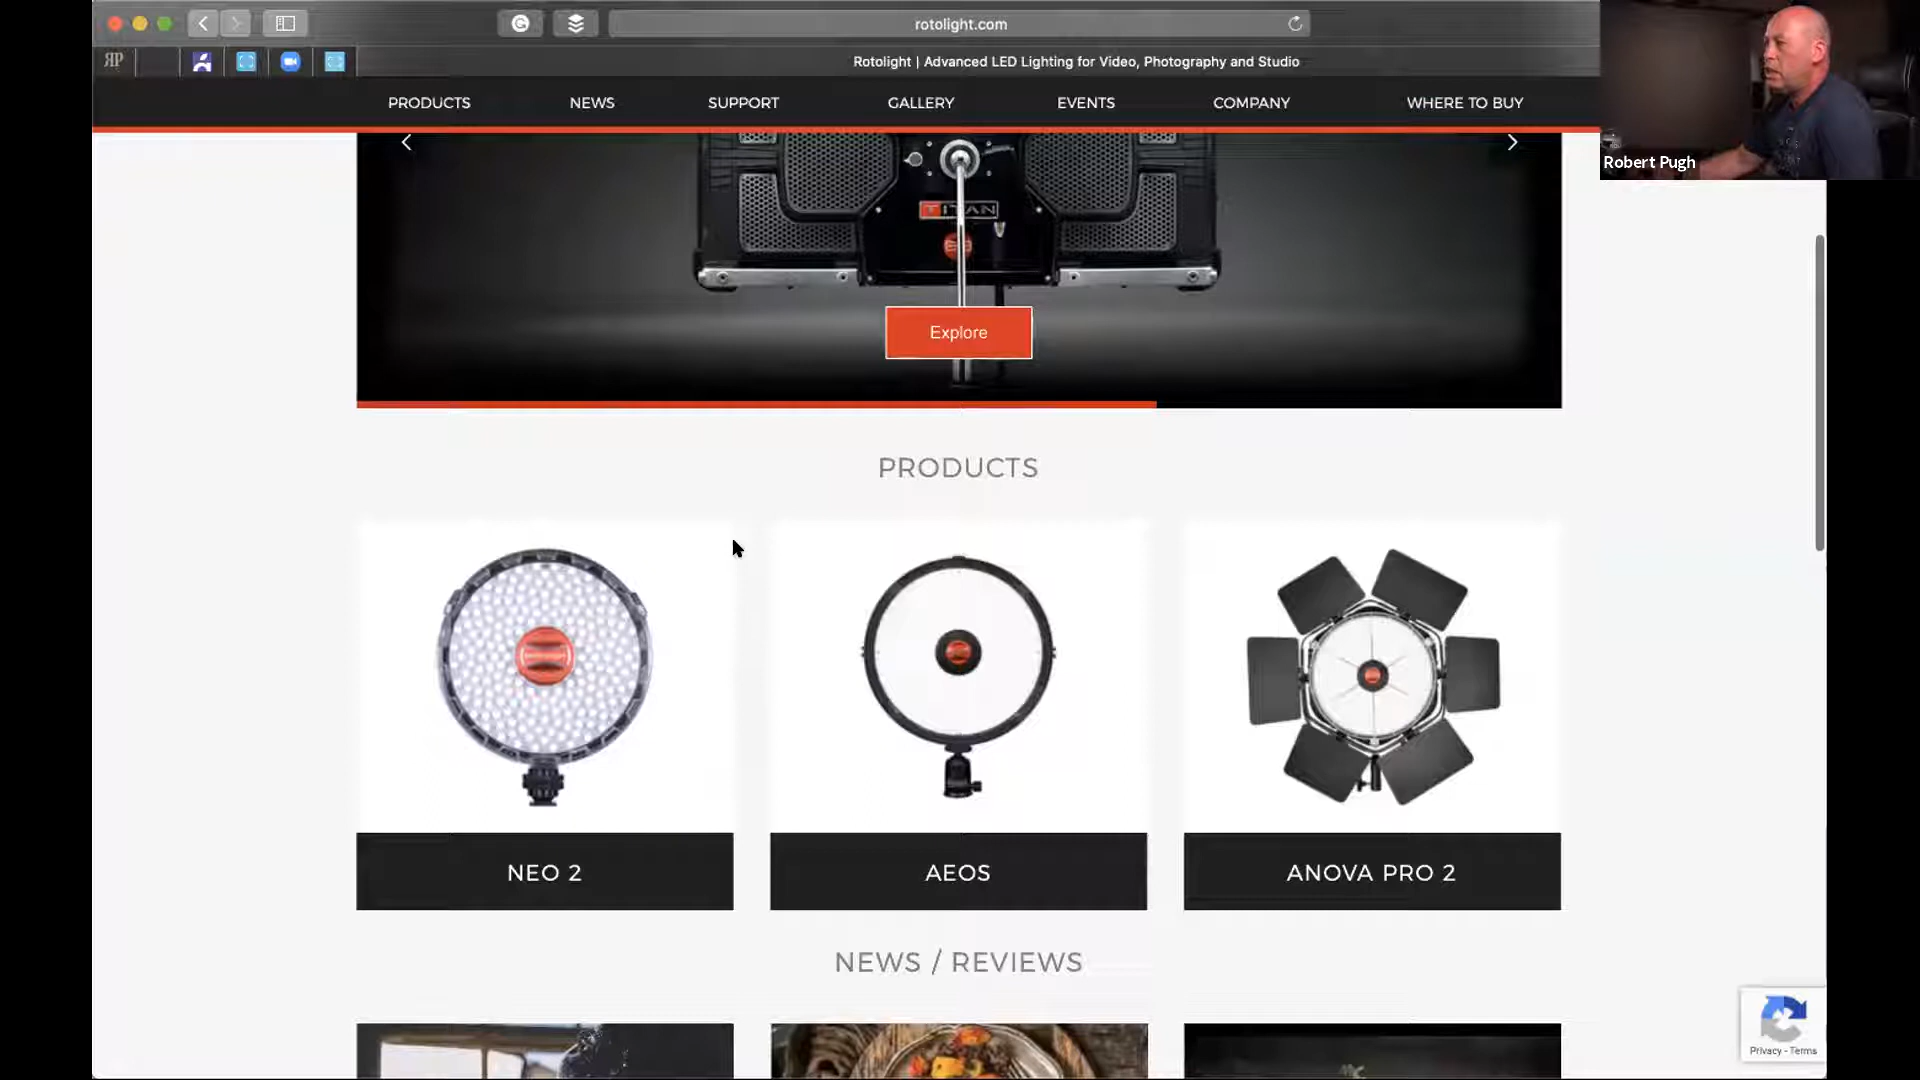 rotolight.com
Rotolight | Advanced LED Lighting for Video, Photography and Studio
PRODUCTS NEWS SUPPORT GALLERY EVENTS COMPANY WHERE TO BUY
Robert Pugh
TITAN
Explore
PRODUCTS
NEO 2 AEOS ANOVA PRO 2
NEWS / REVIEWS
Privacy - Terms